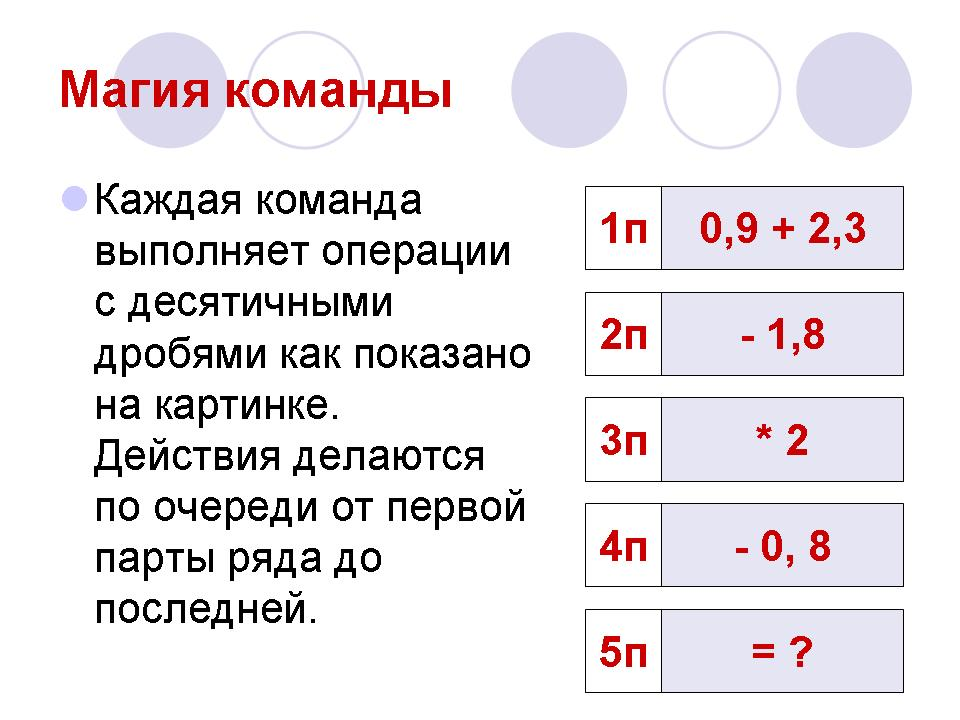 Магия команды
Каждая команда
выполняет операции
с десятичными
дробями как показано
на картинке.
Действия делаются
по очереди от первой
парты ряда до
последней.
1п 0,9 + 2,3
2п - 1,8
3п * 2
4п - 0, 8
5п = ?